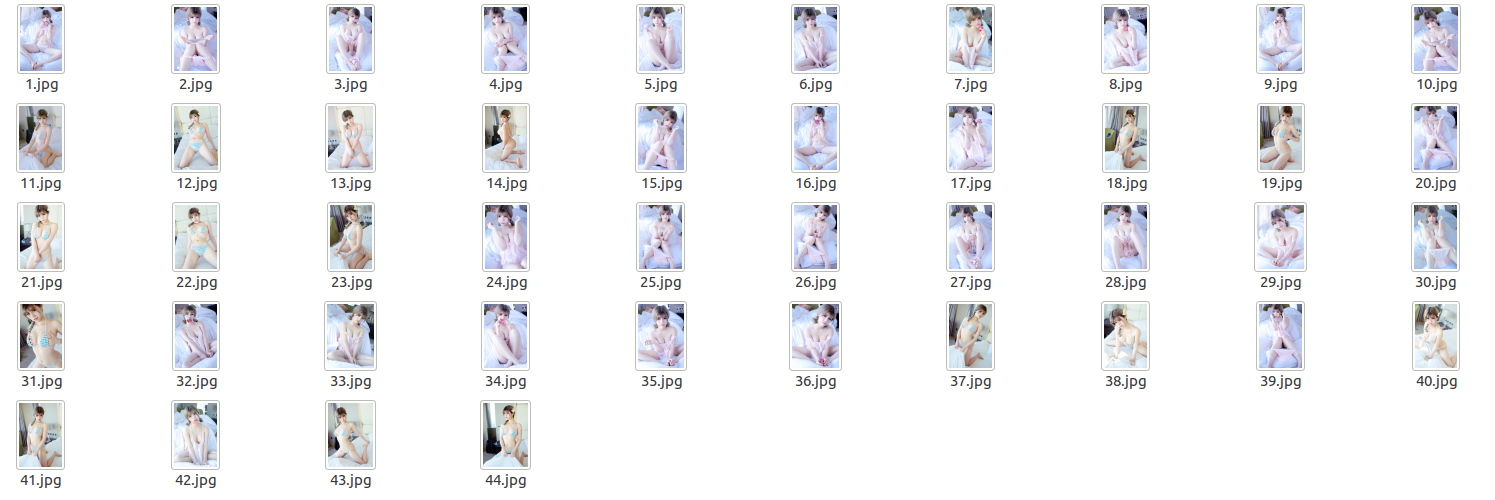 1.jpg 2.jpg 3.jpg 4.jpg 5.jpg 6.jpg 7.jpg 8.jpg 9.jpg 10.jpg
11.jpg 12.jpg 13.jpg 14.jpg 15.jpg 16.jpg 17.jpg 18.jpg 19.jpg 20.jpg
21.jpg 22.jpg 23.jpg 24.jpg 25.jpg 26.jpg 27.jpg 28.jpg 29.jpg 30.jpg
31.jpg 32.jpg 33.jpg 34.jpg 35.jpg 36.jpg 37.jpg 38.jpg 39.jpg 40.jpg
41.jpg 42.jpg 43.jpg 44.jpg